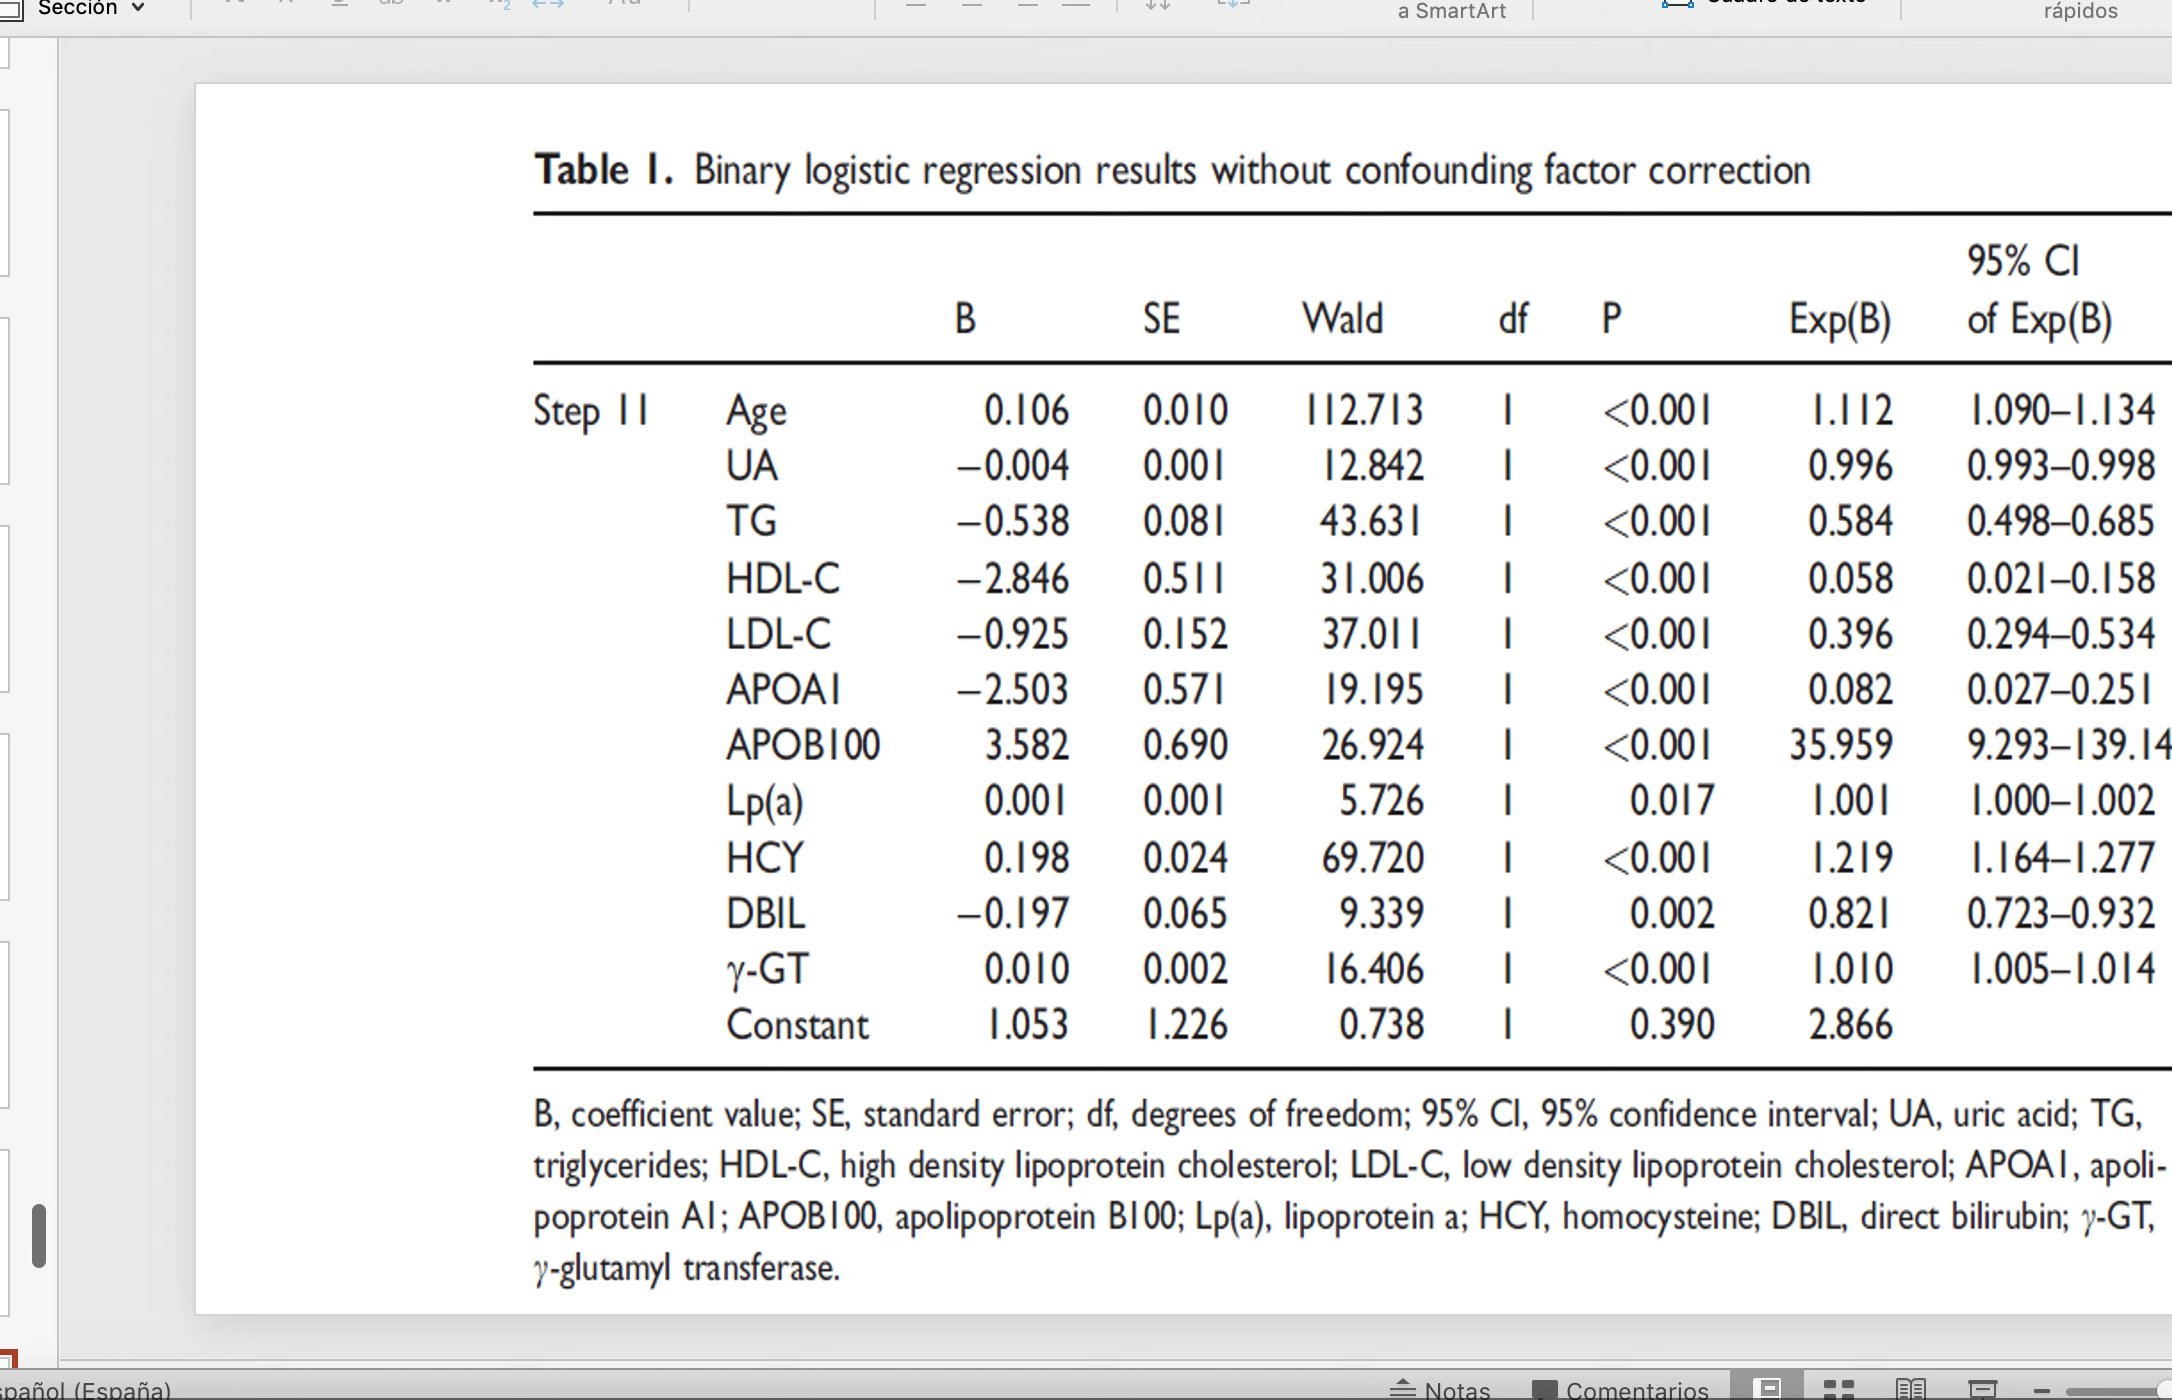 Sección
a SmartArt
rápidos
Table 1. Binary logistic regression results without confounding factor correction
95% CI
B SE Wald df P Exp(B) of Exp(B)
Step 11 Age 0.106 0.010 112.713 1 <0.001 1.112 1.090–1.134
UA −0.004 0.001 12.842 1 <0.001 0.996 0.993–0.998
TG −0.538 0.081 43.631 1 <0.001 0.584 0.498–0.685
HDL-C −2.846 0.511 31.006 1 <0.001 0.058 0.021–0.158
LDL-C −0.925 0.152 37.011 1 <0.001 0.396 0.294–0.534
APOA1 −2.503 0.571 19.195 1 <0.001 0.082 0.027–0.251
APOB100 3.582 0.690 26.924 1 <0.001 35.959 9.293–139.14
Lp(a) 0.001 0.001 5.726 1 0.017 1.001 1.000–1.002
HCY 0.198 0.024 69.720 1 <0.001 1.219 1.164–1.277
DBIL −0.197 0.065 9.339 1 0.002 0.821 0.723–0.932
γ-GT 0.010 0.002 16.406 1 <0.001 1.010 1.005–1.014
Constant 1.053 1.226 0.738 1 0.390 2.866
B, coefficient value; SE, standard error; df, degrees of freedom; 95% CI, 95% confidence interval; UA, uric acid; TG,
triglycerides; HDL-C, high density lipoprotein cholesterol; LDL-C, low density lipoprotein cholesterol; APOA1, apoli-
poprotein A1; APOB100, apolipoprotein B100; Lp(a), lipoprotein a; HCY, homocysteine; DBIL, direct bilirubin; γ-GT,
γ-glutamyl transferase.
spañol (España) Notas Comentarios